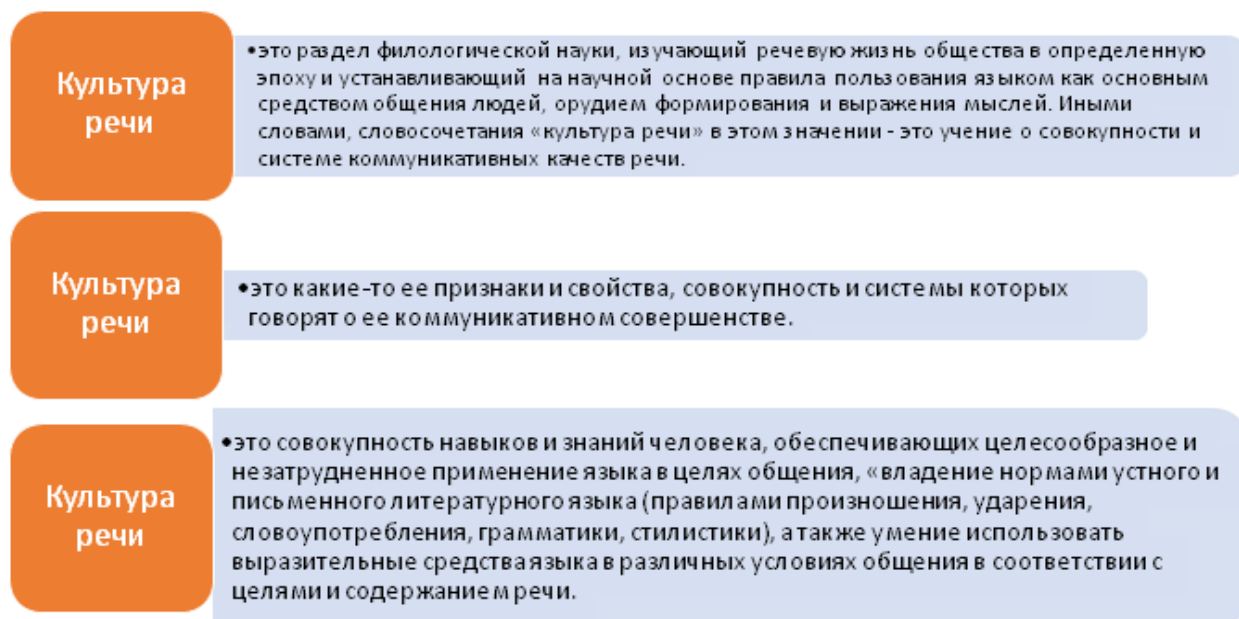 Культура
речи
•это раздел филологической науки, изучающий речевую жизнь общества в определенную
эпоху и устанавливающий на научной основе правила пользования языком как основным
средством общения людей, орудием формирования и выражения мыслей. Иными
словами, словосочетания «культура речи» в этом значении - это учение о совокупности и
системе коммуникативных качеств речи.
Культура
речи
•это какие-то ее признаки и свойства, совокупность и системы которых
говорят о ее коммуникативном совершенстве.
Культура
речи
•это совокупность навыков и знаний человека, обеспечивающих целесообразное и
незатрудненное применение языка в целях общения, «владение нормами устного и
письменного литературного языка (правилами произношения, ударения,
словоупотребления, грамматики, стилистики), а также умение использовать
выразительные средства языка в различных условиях общения в соответствии с
целями и содержанием речи.